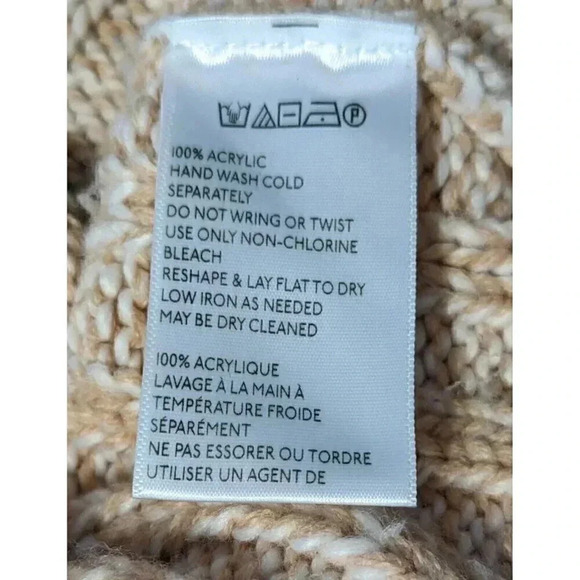 100% ACRYLIC
HAND WASH COLD
SEPARATELY
DO NOT WRING OR TWIST
USE ONLY NON-CHLORINE
BLEACH
RESHAPE & LAY FLAT TO DRY
LOW IRON AS NEEDED
MAY BE DRY CLEANED
100% ACRYLIQUE
LAVAGE À LA MAIN À
TEMPÉRATURE FROIDE
SÉPARÉMENT
NE PAS ESSORER OU TORDRE
UTILISER UN AGENT DE